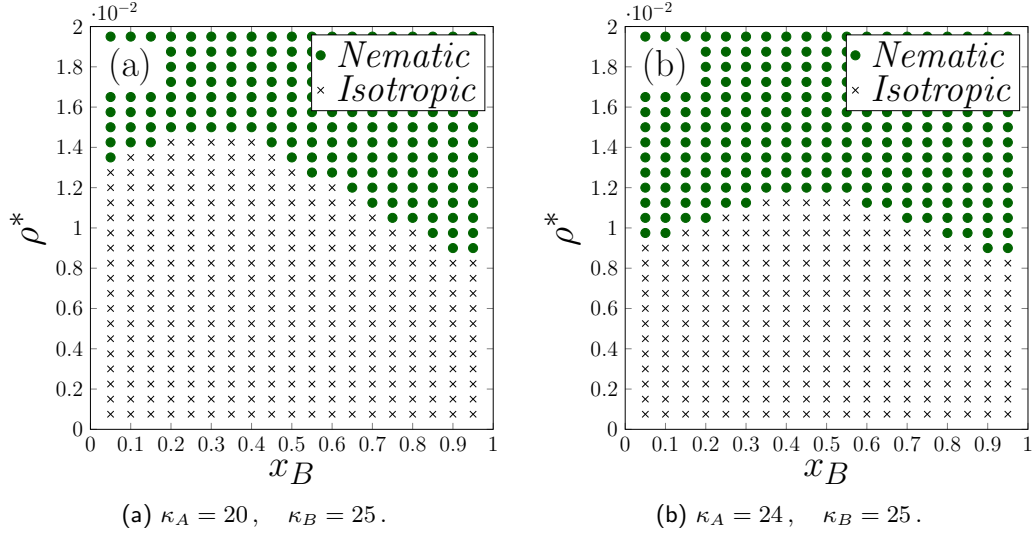 ·10⁻²
2
1.8
1.6
1.4
1.2
1
0.8
0.6
0.4
0.2
0
(a)
Nematic
Isotropic
ρ*
0 0.1 0.2 0.3 0.4 0.5 0.6 0.7 0.8 0.9 1
x_B
(a) κ_A = 20 , κ_B = 25 .
·10⁻²
2
1.8
1.6
1.4
1.2
1
0.8
0.6
0.4
0.2
0
(b)
Nematic
Isotropic
ρ*
0 0.1 0.2 0.3 0.4 0.5 0.6 0.7 0.8 0.9 1
x_B
(b) κ_A = 24 , κ_B = 25 .